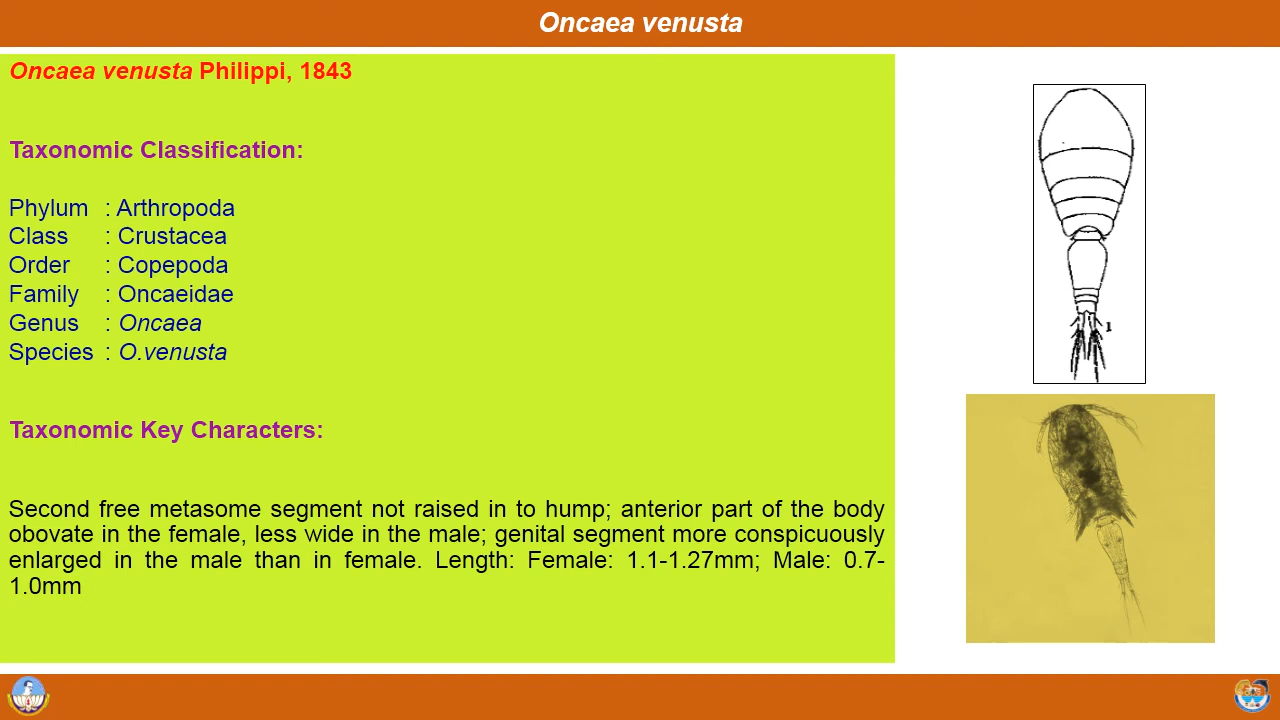 Oncaea venusta
Oncaea venusta Philippi, 1843
Taxonomic Classification:
Phylum : Arthropoda
Class : Crustacea
Order : Copepoda
Family : Oncaeidae
Genus : Oncaea
Species : O.venusta
Taxonomic Key Characters:
Second free metasome segment not raised in to hump; anterior part of the body
obovate in the female, less wide in the male; genital segment more conspicuously
enlarged in the male than in female. Length: Female: 1.1-1.27mm; Male: 0.7-
1.0mm
1